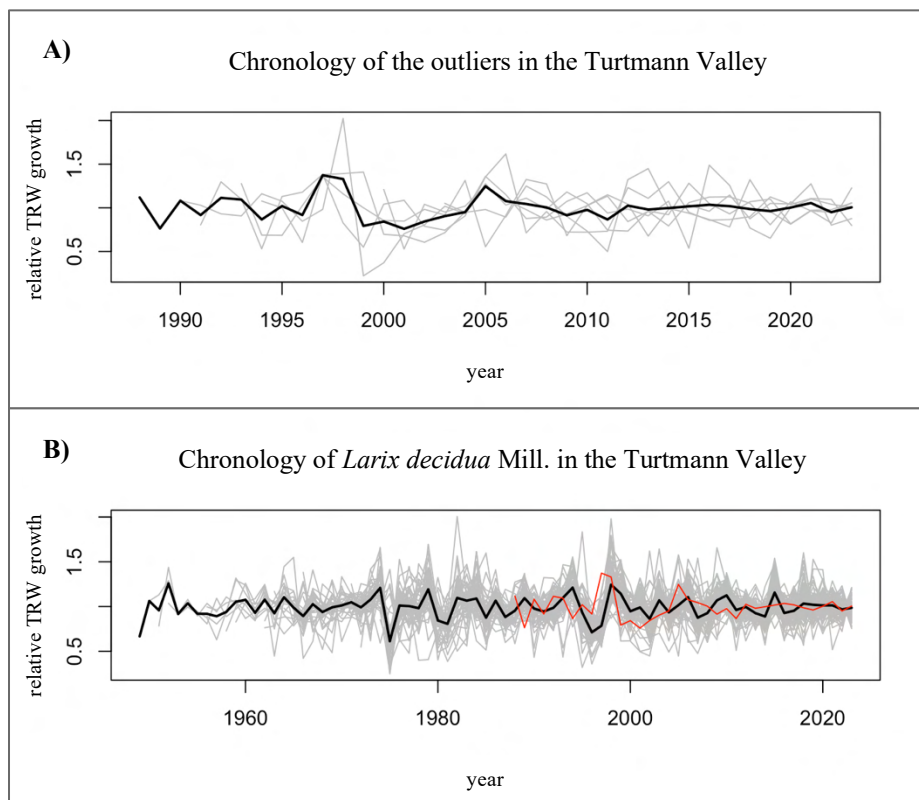 A)
Chronology of the outliers in the Turtmann Valley
relative TRW growth
1.5
0.5
1990 1995 2000 2005 2010 2015 2020
year
B)
Chronology of Larix decidua Mill. in the Turtmann Valley
relative TRW growth
1.5
0.5
1960 1980 2000 2020
year